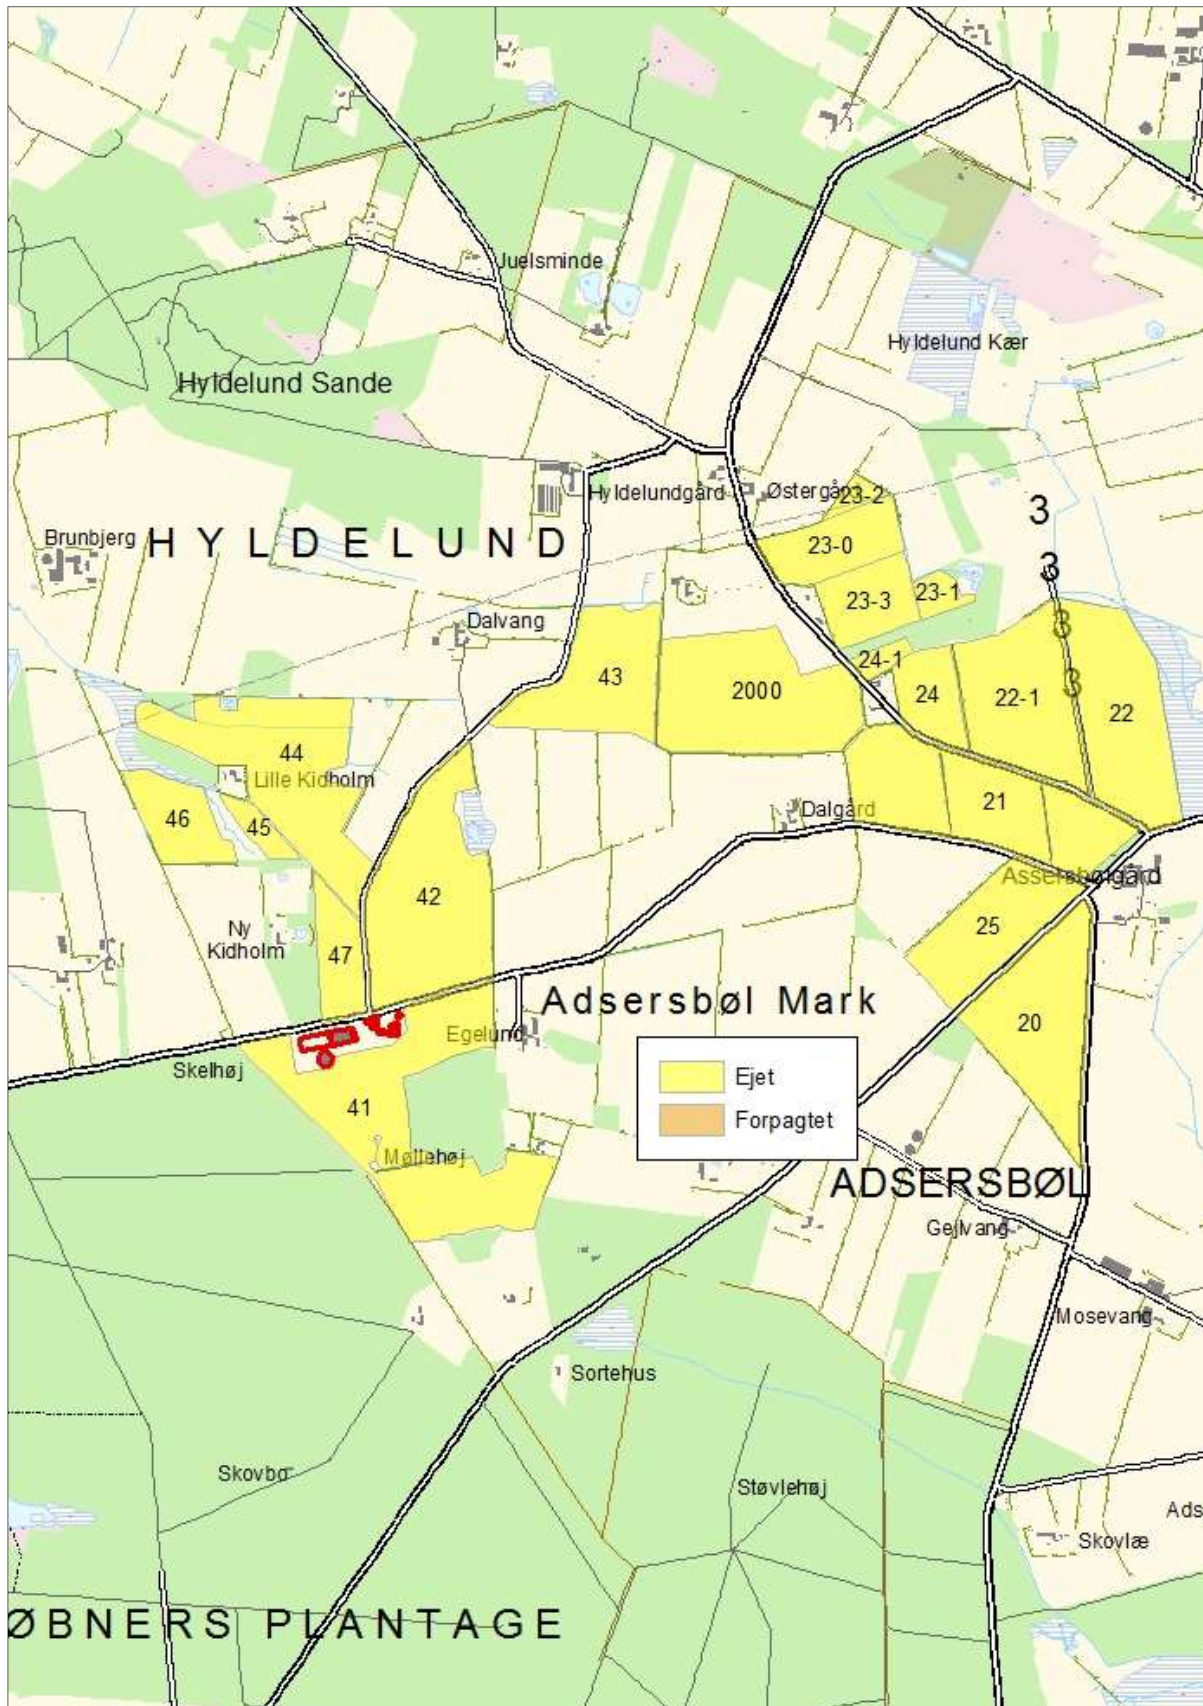 Juelsminde
Hyldelund Kær
Hyldelund Sande
Hyldelundgård
Østergård
23-2
3
Brunbjerg
HYLDELUND
23-0
3
23-1
23-3
Dalvang
3
24-1
43
2000
24
22-1
3
22
44
Lille Kidholm
46
45
21
Dalgård
Assersbølgård
42
25
Ny
Kidholm
47
Adsersbøl Mark
20
Egelund
Skelhøj
Ejet
41
Forpagtet
Møllehøj
ADSERSBØL
Gejlvang
Mosevang
Sortehus
Skovbo
Støvlehøj
Ads
Skovlæ
ØBNERS PLANTAGE